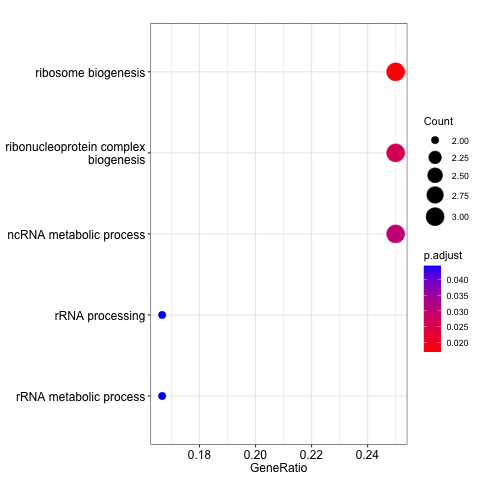 ribosome biogenesis
ribonucleoprotein complex
biogenesis
ncRNA metabolic process
rRNA processing
rRNA metabolic process
0.18 0.20 0.22 0.24
GeneRatio
Count
2.00
2.25
2.50
2.75
3.00
p.adjust
0.040
0.035
0.030
0.025
0.020